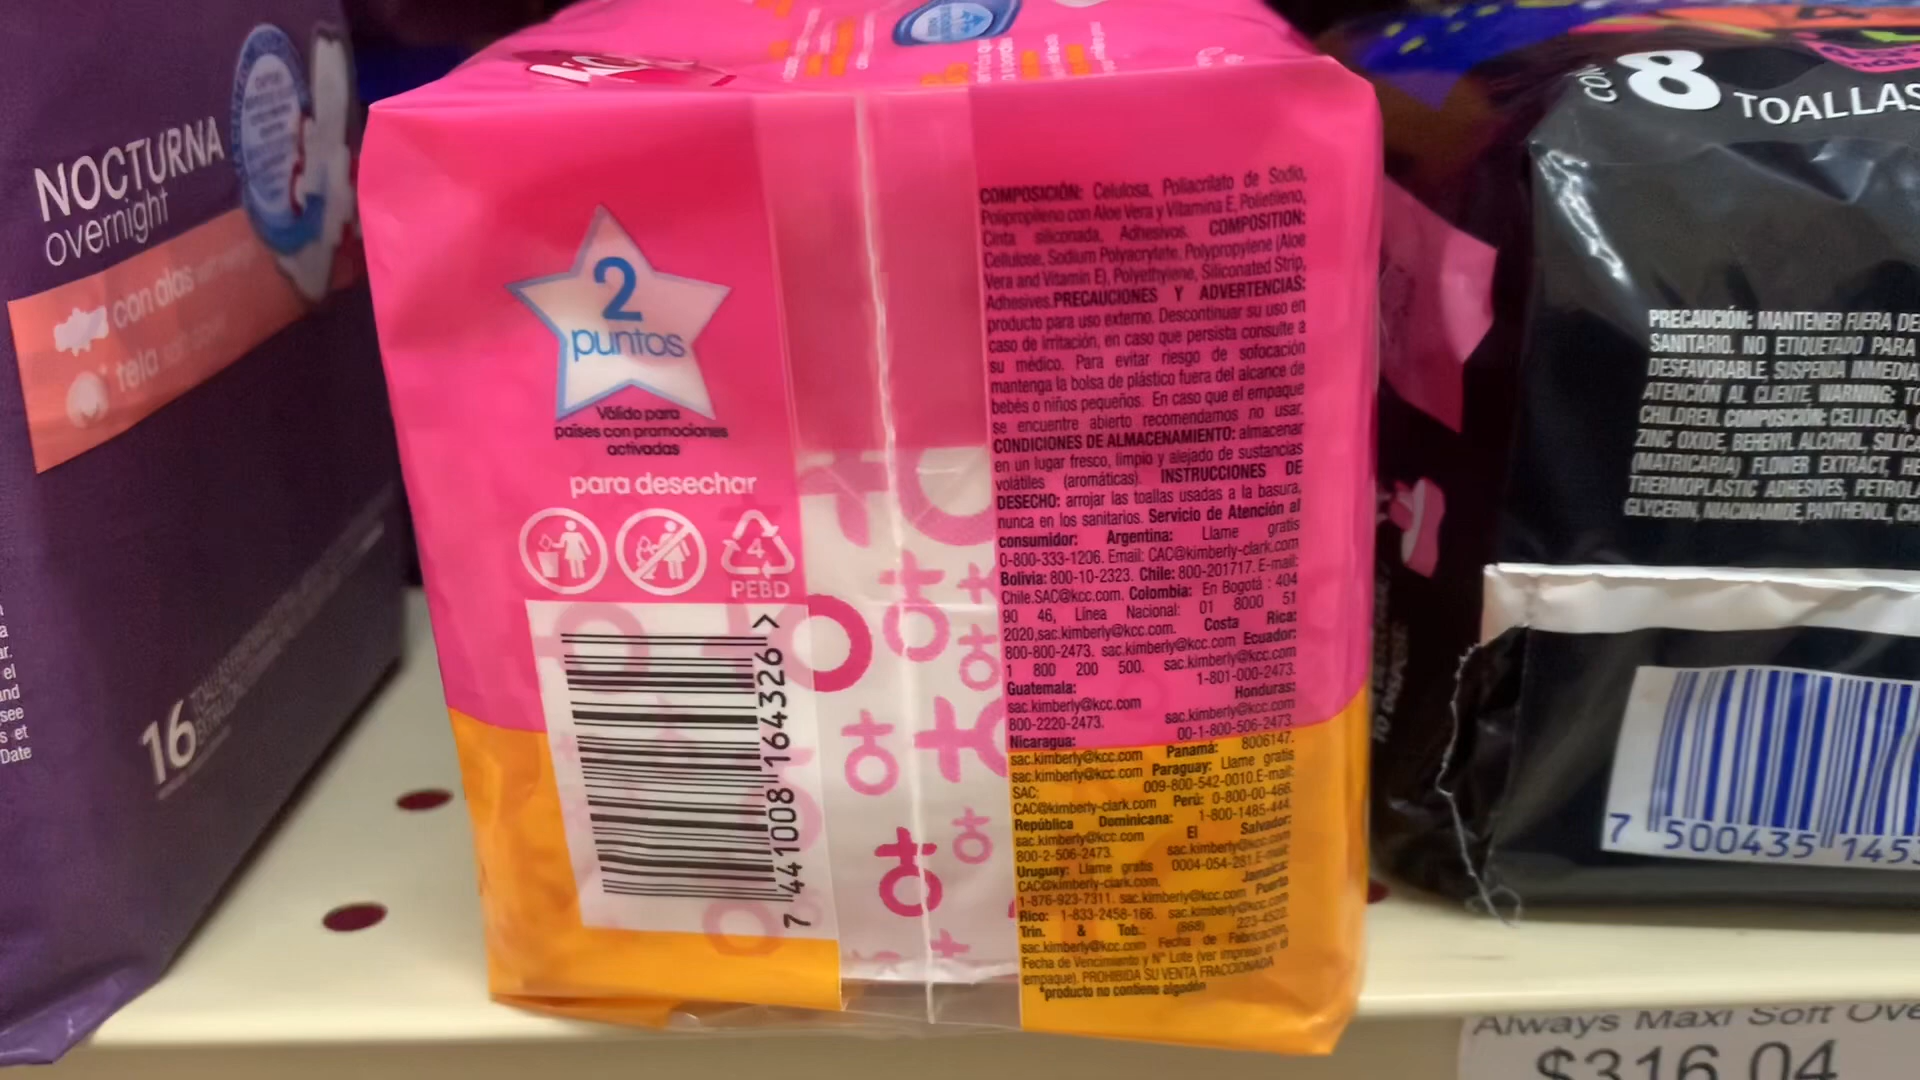 NOCTURNA
overnight
con alas
tela
16
el
and
see
s et
Date
2
puntos
Válido para
países con promociones
activadas
para desechar
4
PEBD
7 441008 164326 >
COMPOSICIÓN: Celulosa, Poliacrilato de Sodio,
Polipropileno con Aloe Vera y Vitamina E, Polietileno,
Cinta siliconada, Adhesivos. COMPOSITION:
Cellulose, Sodium Polyacrylate, Polypropylene (Aloe
Vera and Vitamin E), Polyethylene, Siliconated Strip,
Adhesives.PRECAUCIONES Y ADVERTENCIAS:
producto para uso externo. Descontinuar su uso en
caso de irritación, en caso que persista consulte a
su médico. Para evitar riesgo de sofocación
mantenga la bolsa de plástico fuera del alcance de
bebés o niños pequeños. En caso que el empaque
se encuentre abierto recomendamos no usar.
CONDICIONES DE ALMACENAMIENTO: almacenar
en un lugar fresco, limpio y alejado de sustancias
volátiles (aromáticas). INSTRUCCIONES DE
DESECHO: arrojar las toallas usadas a la basura,
nunca en los sanitarios. Servicio de Atención al
consumidor: Argentina: Llame gratis
0-800-333-1206. Email: CAC@kimberly-clark.com
Bolivia: 800-10-2323. Chile: 800-201717. E-mail:
Chile.SAC@kcc.com. Colombia: En Bogotá : 404
90 46, Línea Nacional: 01 8000 51
2020,sac.kimberly@kcc.com. Costa Rica:
800-800-2473. sac.kimberly@kcc.com Ecuador:
1 800 200 500. sac.kimberly@kcc.com
Guatemala: 1-801-000-2473.
sac.kimberly@kcc.com Honduras:
800-2220-2473. sac.kimberly@kcc.com
Nicaragua: 00-1-800-506-2473.
sac.kimberly@kcc.com Panamá: 8006147.
sac.kimberly@kcc.com Paraguay: Llame gratis
SAC: 009-800-542-0010.E-mail:
CAC@kimberly-clark.com Perú: 0-800-00-466.
República Dominicana: 1-800-1485-444.
sac.kimberly@kcc.com El Salvador:
800-2-506-2473. sac.kimberly@kcc.com
Uruguay: Llame gratis 0004-054-281.E-mail:
CAC@kimberly-clark.com. Jamaica:
1-876-923-7311. sac.kimberly@kcc.com Puerto
Rico: 1-833-2458-166. sac.kimberly@kcc.com
Trin. & Tob.: (868) 223-4522.
sac.kimberly@kcc.com Fecha de Fabricación,
Fecha de Vencimiento y N° Lote (ver impreso en el
empaque). PROHIBIDA SU VENTA FRACCIONADA
*producto no contiene algodón
CON 8 TOALLAS
PRECAUCIÓN: MANTENER FUERA DE
SANITARIO. NO ETIQUETADO PARA
DESFAVORABLE, SUSPENDA INMEDIA
ATENCIÓN AL CLIENTE, WARNING: TO
CHILDREN. COMPOSICIÓN: CELULOSA,
ZINC OXIDE, BEHENYL ALCOHOL, SILICA
(MATRICARIA) FLOWER EXTRACT, HE
THERMOPLASTIC ADHESIVES, PETROLA
GLYCERIN, NIACINAMIDE, PANTHENOL, CH
7 500435 145
Always Maxi Soft Ove
$316.04